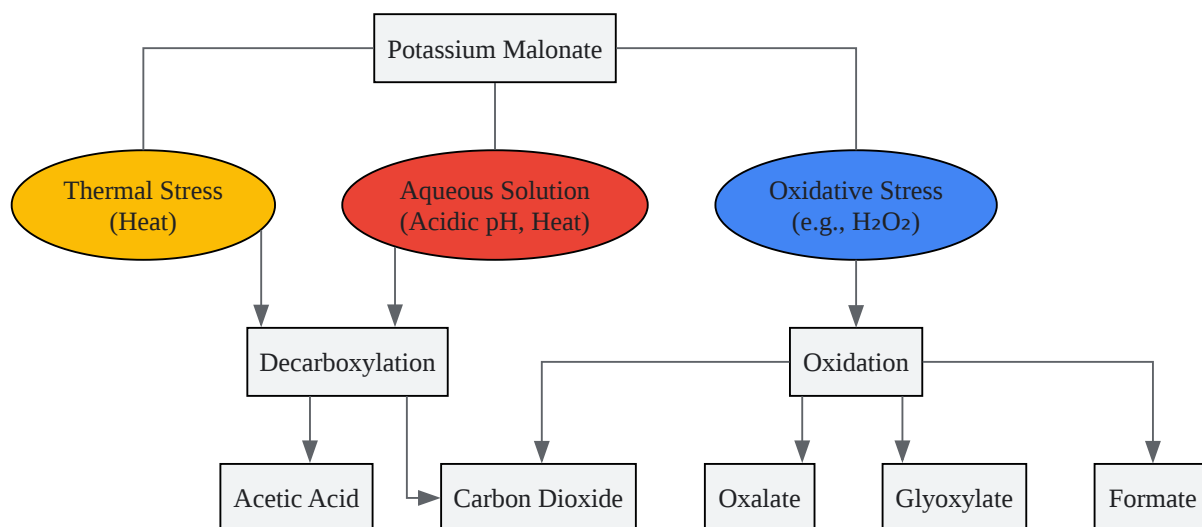 Potassium Malonate
Thermal Stress
(Heat)
Aqueous Solution
(Acidic pH, Heat)
Oxidative Stress
(e.g., H₂O₂)
Decarboxylation
Oxidation
Acetic Acid
Carbon Dioxide
Oxalate
Glyoxylate
Formate